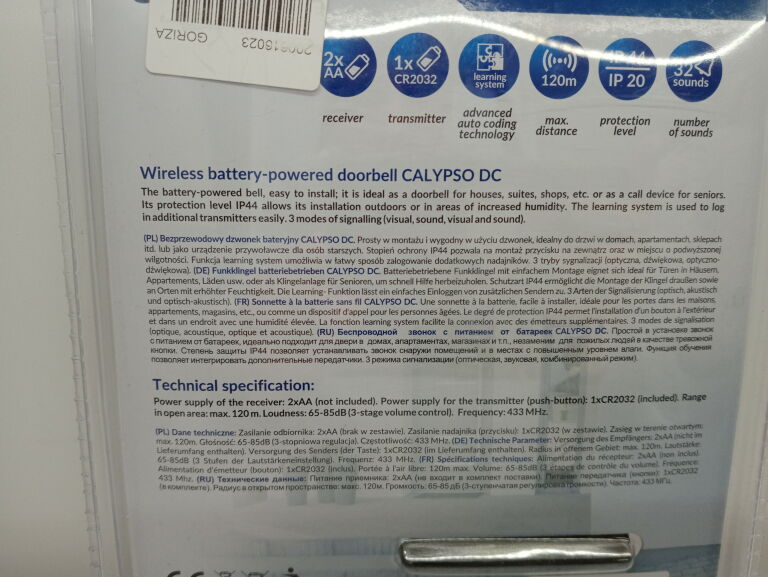 200816023
GORIZA
2x
AA
1x
CR2032
learning
system
120m
IP 44
IP 20
32
sounds
receiver
transmitter
advanced
auto coding
technology
max.
distance
protection
level
number
of sounds
Wireless battery-powered doorbell CALYPSO DC
The battery-powered bell, easy to install; it is ideal as a doorbell for houses, suites, shops, etc. or as a call device for seniors.
Its protection level IP44 allows its installation outdoors or in areas of increased humidity. The learning system is used to log
in additional transmitters easily. 3 modes of signalling (visual, sound, visual and sound).
(PL) Bezprzewodowy dzwonek bateryjny CALYPSO DC. Prosty w montażu i wygodny w użyciu dzwonek, idealny do drzwi w domach, apartamentach, sklepach
itd. lub jako urządzenie przywoławcze dla osób starszych. Stopień ochrony IP44 pozwala na montaż przycisku na zewnątrz oraz w miejscu o podwyższonej
wilgotności. Funkcja learning system umożliwia w łatwy sposób zalogowanie dodatkowych nadajników. 3 tryby sygnalizacji (optyczna, dźwiękowa, optyczno-
dźwiękowa). (DE) Funkklingel batteriebetrieben CALYPSO DC. Batteriebetriebene Funkklingel mit einfachem Montage eignet sich ideal für Türen in Häusern,
Appartements, Läden usw. oder als Klingelanlage für Senioren, um schnell Hilfe herbeizuholen. Schutzart IP44 ermöglicht die Montage der Klingel draußen sowie
an Orten mit erhöhter Feuchtigkeit. Die Learning - Funktion lässt ein einfaches Einloggen von zusätzlichen Sendern zu. 3 Arten der Signalisierung (optisch, akustisch
und optisch-akustisch). (FR) Sonnette à la batterie sans fil CALYPSO DC. Une sonnette à la batterie, facile à installer, idéale pour les portes dans les maisons,
appartements, magasins, etc., ou comme un dispositif d'appel pour les personnes âgées. Le degré de protection IP44 permet l'installation d'un bouton à l'extérieur
et dans un endroit avec une humidité élevée. La fonction learning system facilite la connexion avec des émetteurs supplémentaires. 3 modes de signalisation
(optique, acoustique, optique et acoustique). (RU) Беспроводной звонок с питанием от батареек CALYPSO DC. Простой в установке звонок
с питанием от батареек, идеально подходит для двери в домах, апартаментах, магазинах и т.п., незаменим для пожилых людей в качестве тревожной
кнопки. Степень защиты IP44 позволяет устанавливать звонок снаружи помещений и в местах с повышенным уровнем влаги. Функция обучения
позволяет интегрировать дополнительные передатчики. 3 режима сигнализации (оптическая, звуковая, комбинированный режим).
Technical specification:
Power supply of the receiver: 2xAA (not included). Power supply for the transmitter (push-button): 1xCR2032 (included). Range
in open area: max. 120 m. Loudness: 65-85dB (3-stage volume control). Frequency: 433 MHz.
(PL) Dane techniczne: Zasilanie odbiornika: 2xAA (brak w zestawie). Zasilanie nadajnika (przycisku): 1xCR2032 (w zestawie). Zasięg w terenie otwartym:
max. 120m. Głośność: 65-85dB (3-stopniowa regulacja). Częstotliwość: 433 MHz. (DE) Technische Parameter: Versorgung des Empfängers: 2xAA (nicht im
Lieferumfang enthalten). Versorgung des Senders (der Taste): 1xCR2032 (im Lieferumfang enthalten). Radius in offenem Gebiet: max. 120m. Lautstärke:
65-85dB (3 Stufen der Lautstärkeneinstellung). Frequenz: 433 MHz. (FR) Spécifications techniques: Alimentation du récepteur: 2xAA (non inclus).
Alimentation d'émetteur (bouton): 1xCR2032 (inclus). Portée à l'air libre: 120m max. Volume: 65-85dB (3 étapes de contrôle du volume). Fréquence:
433 Mhz. (RU) Технические данные: Питание приемника: 2xAA (не входит в комплект поставки). Питание передатчика (кнопки): 1xCR2032
(в комплекте). Радиус в открытом пространстве: макс. 120м. Громкость: 65-85 дБ (3-ступенчатая регулировка громкости). Частота: 433 МГц.